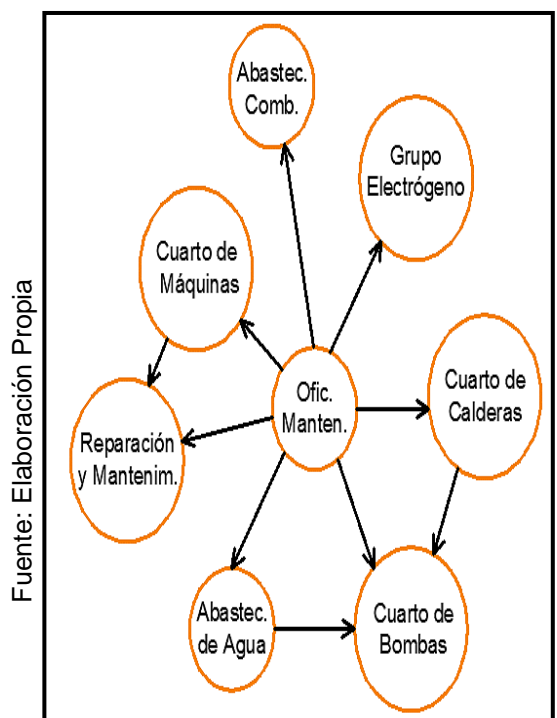 Abastec.
Comb.
Grupo
Electrógeno
Cuarto de
Máquinas
Ofic.
Manten.
Cuarto de
Calderas
Reparación
y Mantenim.
Abastec.
de Agua
Cuarto de
Bombas
Fuente: Elaboración Propia